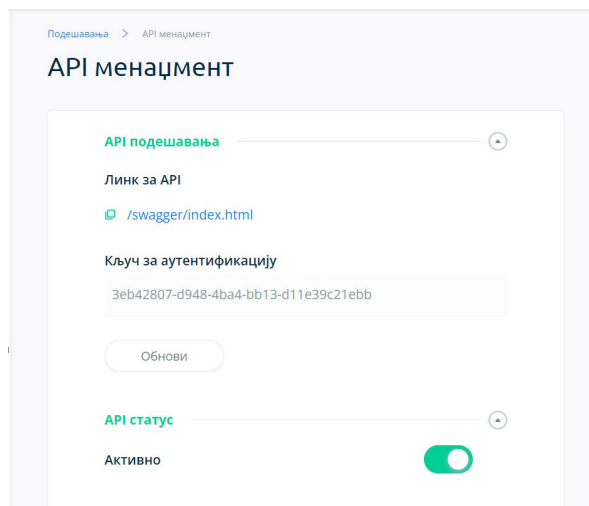 Подешавања > API менаџмент
API менаџмент
API подешавања
Линк за API
/swagger/index.html
Кључ за аутентификацију
3eb42807-d948-4ba4-bb13-d11e39c21ebb
Обнови
API статус
Активно